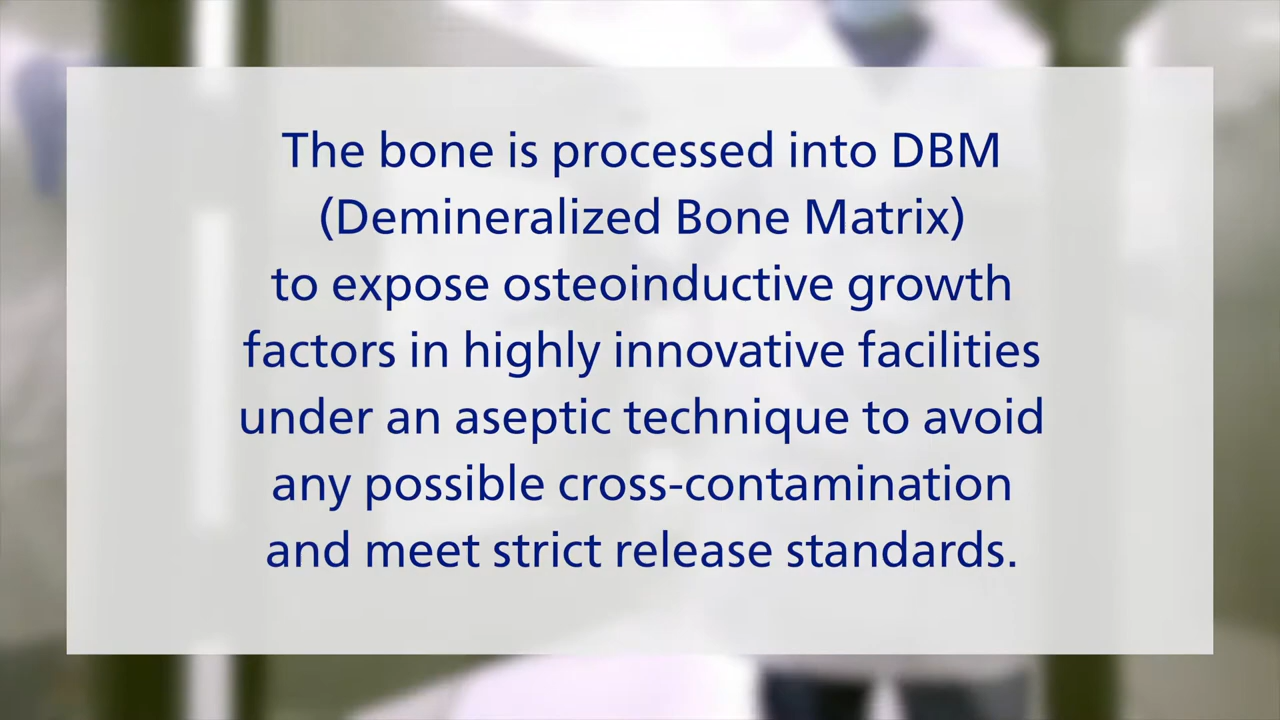 The bone is processed into DBM
(Demineralized Bone Matrix)
to expose osteoinductive growth
factors in highly innovative facilities
under an aseptic technique to avoid
any possible cross-contamination
and meet strict release standards.